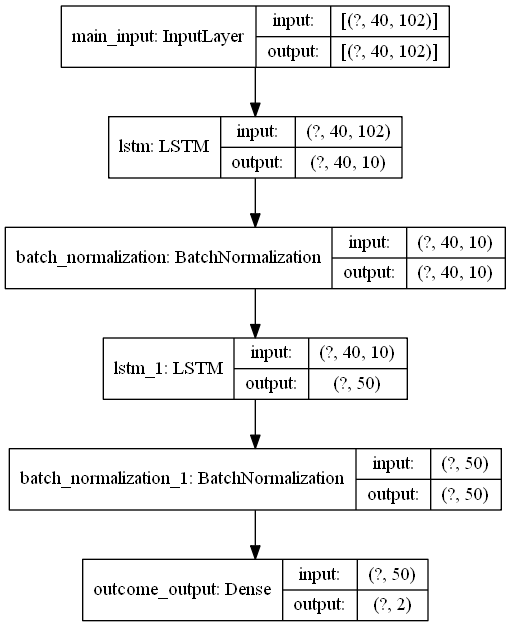 main_input: InputLayer
input: [(?, 40, 102)]
output: [(?, 40, 102)]
lstm: LSTM
input: (?, 40, 102)
output: (?, 40, 10)
batch_normalization: BatchNormalization
input: (?, 40, 10)
output: (?, 40, 10)
lstm_1: LSTM
input: (?, 40, 10)
output: (?, 50)
batch_normalization_1: BatchNormalization
input: (?, 50)
output: (?, 50)
outcome_output: Dense
input: (?, 50)
output: (?, 2)